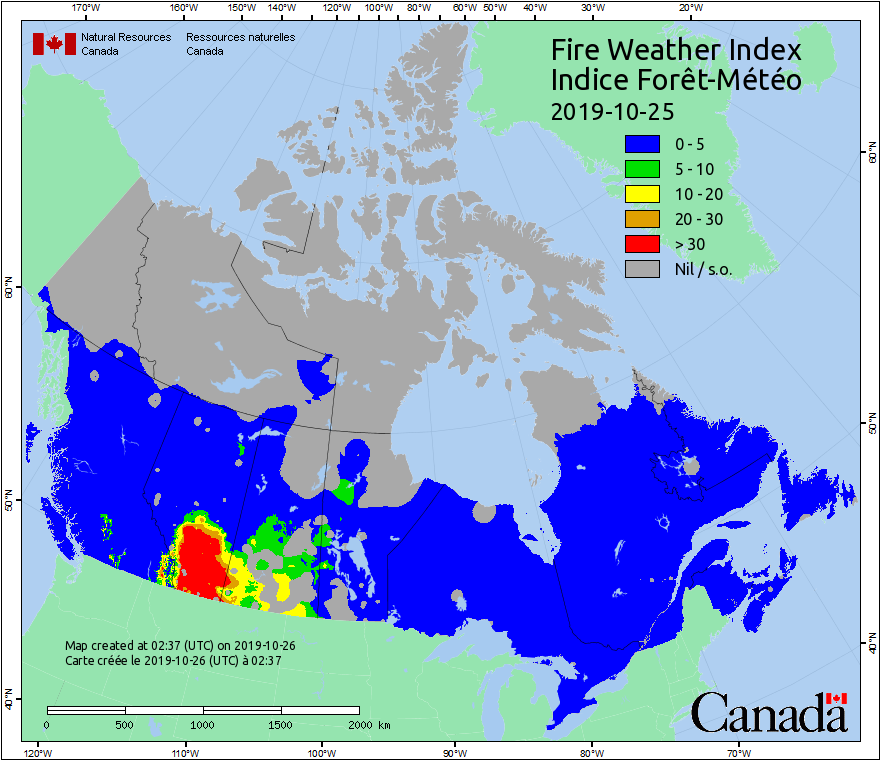 170°W 160°W 150°W 140°W 130°W 120°W 110°W 100°W 90°W 80°W 60°W 50°W 40°W 30°W 20°W
Natural Resources Ressources naturelles
Canada Canada
Fire Weather Index
Indice Forêt-Météo
2019-10-25
0 - 5
5 - 10
10 - 20
20 - 30
> 30
Nil / s.o.
60°N 60°N
50°N 50°N
40°N 40°N
Map created at 02:37 (UTC) on 2019-10-26
Carte créée le 2019-10-26 (UTC) à 02:37
0 500 1000 1500 2000 km
Canada
120°W 110°W 100°W 90°W 80°W 70°W